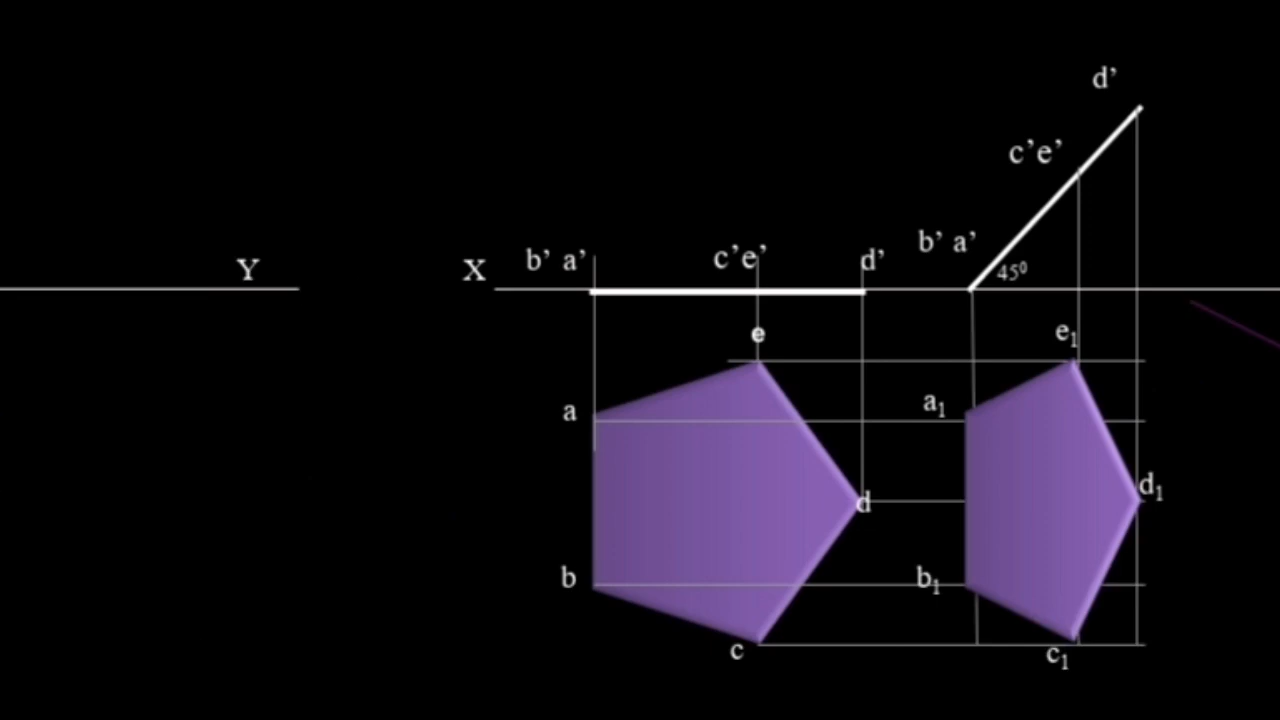 d’
c’e’
b’ a’
45⁰
Y
X
b’ a’
c’e’
d’
e
e₁
a
a₁
d
d₁
b
b₁
c
c₁